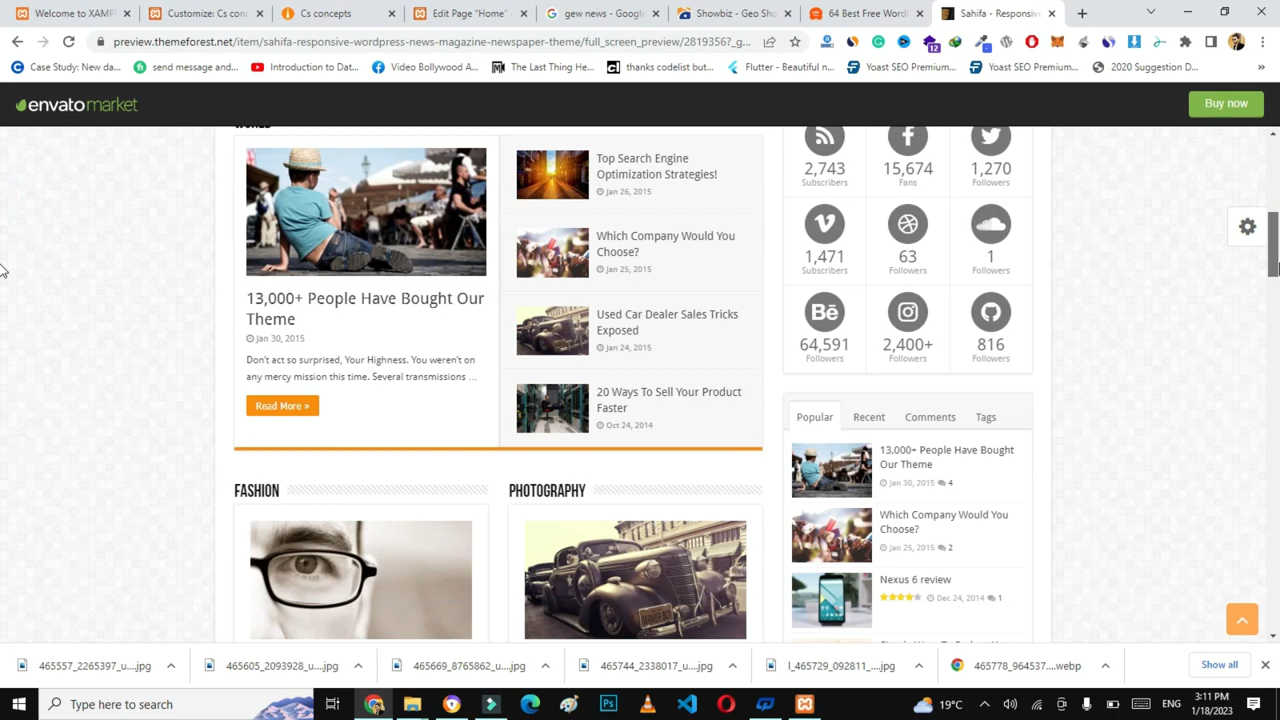 Welcome to XAMPP
Customize: Cs co
Cs concepts
Edit Page "Home"
gew news - Google
Showbiz - Geo Sho
64 Best Free Word
Sahifa - Responsive
preview.themeforest.net/item/sahifa-responsive-wordpress-news-magazine-newspaper-theme/full_screen_preview/2819356?_g...
12
Case Study: New da...
send message and...
Introduction to Dat...
Video Bollywood A...
The Last Thing He...
thanks codelist but...
Flutter - Beautiful n...
Yoast SEO Premium...
Yoast SEO Premium...
2020 Suggestion D...
»
envato market
Buy now
WORLD
13,000+ People Have Bought Our
Theme
Jan 30, 2015
Don't act so surprised, Your Highness. You weren't on
any mercy mission this time. Several transmissions ...
Read More »
Top Search Engine
Optimization Strategies!
Jan 26, 2015
Which Company Would You
Choose?
Jan 25, 2015
Used Car Dealer Sales Tricks
Exposed
Jan 24, 2015
20 Ways To Sell Your Product
Faster
Oct 24, 2014
2,743
Subscribers
15,674
Fans
1,270
Followers
1,471
Subscribers
63
Followers
1
Followers
Bē
64,591
Followers
2,400+
Followers
816
Followers
Popular
Recent
Comments
Tags
13,000+ People Have Bought
Our Theme
Jan 30, 2015 4
Which Company Would You
Choose?
Jan 25, 2015 2
Nexus 6 review
Dec 24, 2014 1
FASHION
PHOTOGRAPHY
465557_2265397_u....jpg
465605_2093928_u....jpg
465669_8765862_u....jpg
465744_2338017_u....jpg
l_465729_092811_....jpg
465778_964537....webp
Show all
Type here to search
Ps
19°C
ENG
3:11 PM
1/18/2023